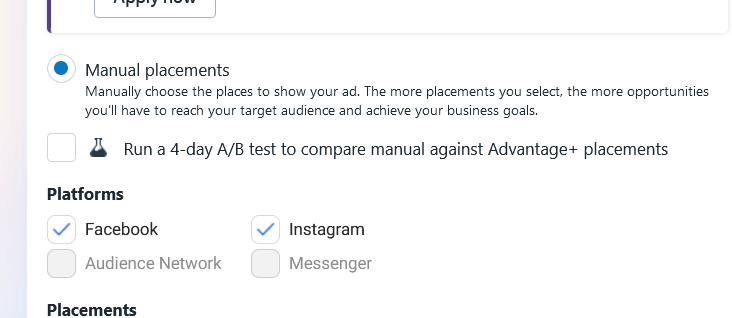 Apply now
Manual placements
Manually choose the places to show your ad. The more placements you select, the more opportunities
you'll have to reach your target audience and achieve your business goals.
Run a 4-day A/B test to compare manual against Advantage+ placements
Platforms
Facebook
Instagram
Audience Network
Messenger
Placements